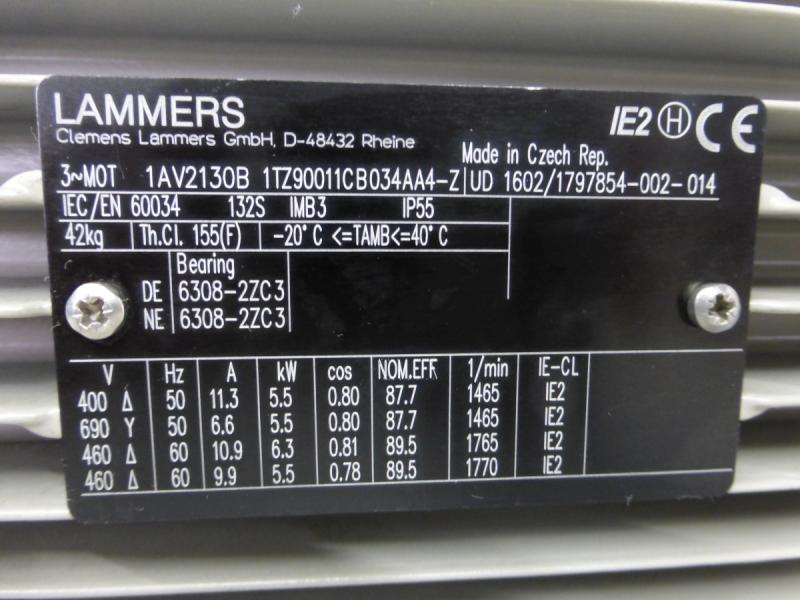 LAMMERS
IE2 H CE
Clemens Lammers GmbH, D-48432 Rheine
Made in Czech Rep.
3~MOT 1AV2130B 1TZ90011CB034AA4-Z UD 1602/1797854-002-014
IEC/EN 60034 132S IMB3 IP55
42kg Th.Cl. 155(F) -20°C <=TAMB<=40°C
Bearing
DE 6308-2ZC3
NE 6308-2ZC3
V Hz A kW cos NOM.EFF 1/min IE-CL
400 Δ 50 11.3 5.5 0.80 87.7 1465 IE2
690 Y 50 6.6 5.5 0.80 87.7 1465 IE2
460 Δ 60 10.9 6.3 0.81 89.5 1765 IE2
460 Δ 60 9.9 5.5 0.78 89.5 1770 IE2